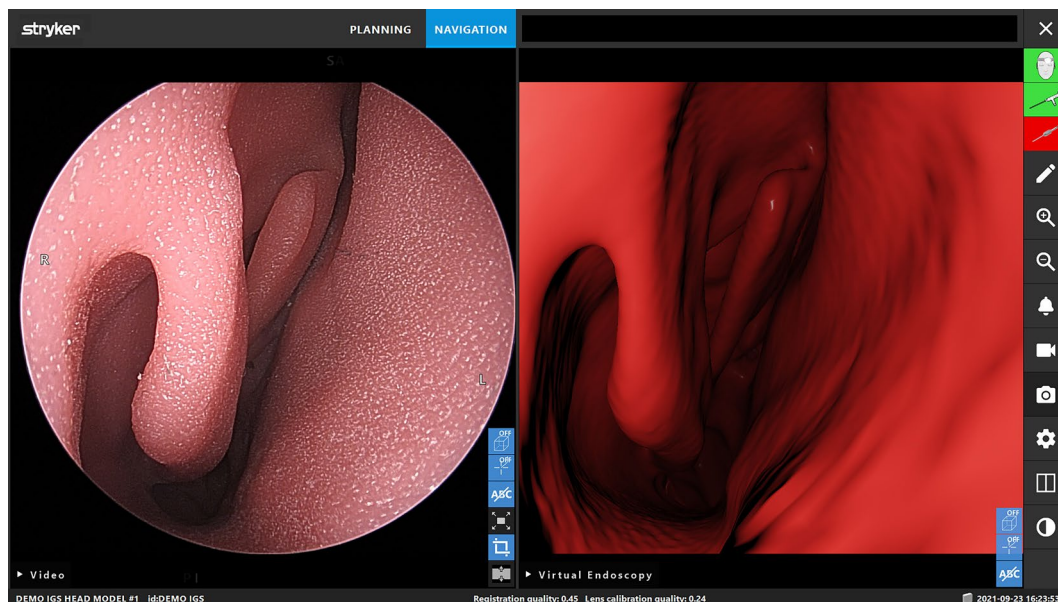 stryker
PLANNING
NAVIGATION
SA
R
L
OFF
OFF
ABC
OFF
OFF
ABC
Video
Virtual Endoscopy
DEMO IGS HEAD MODEL #1 id:DEMO IGS
Registration quality: 0.45 Lens calibration quality: 0.24
2021-09-23 16:23:53